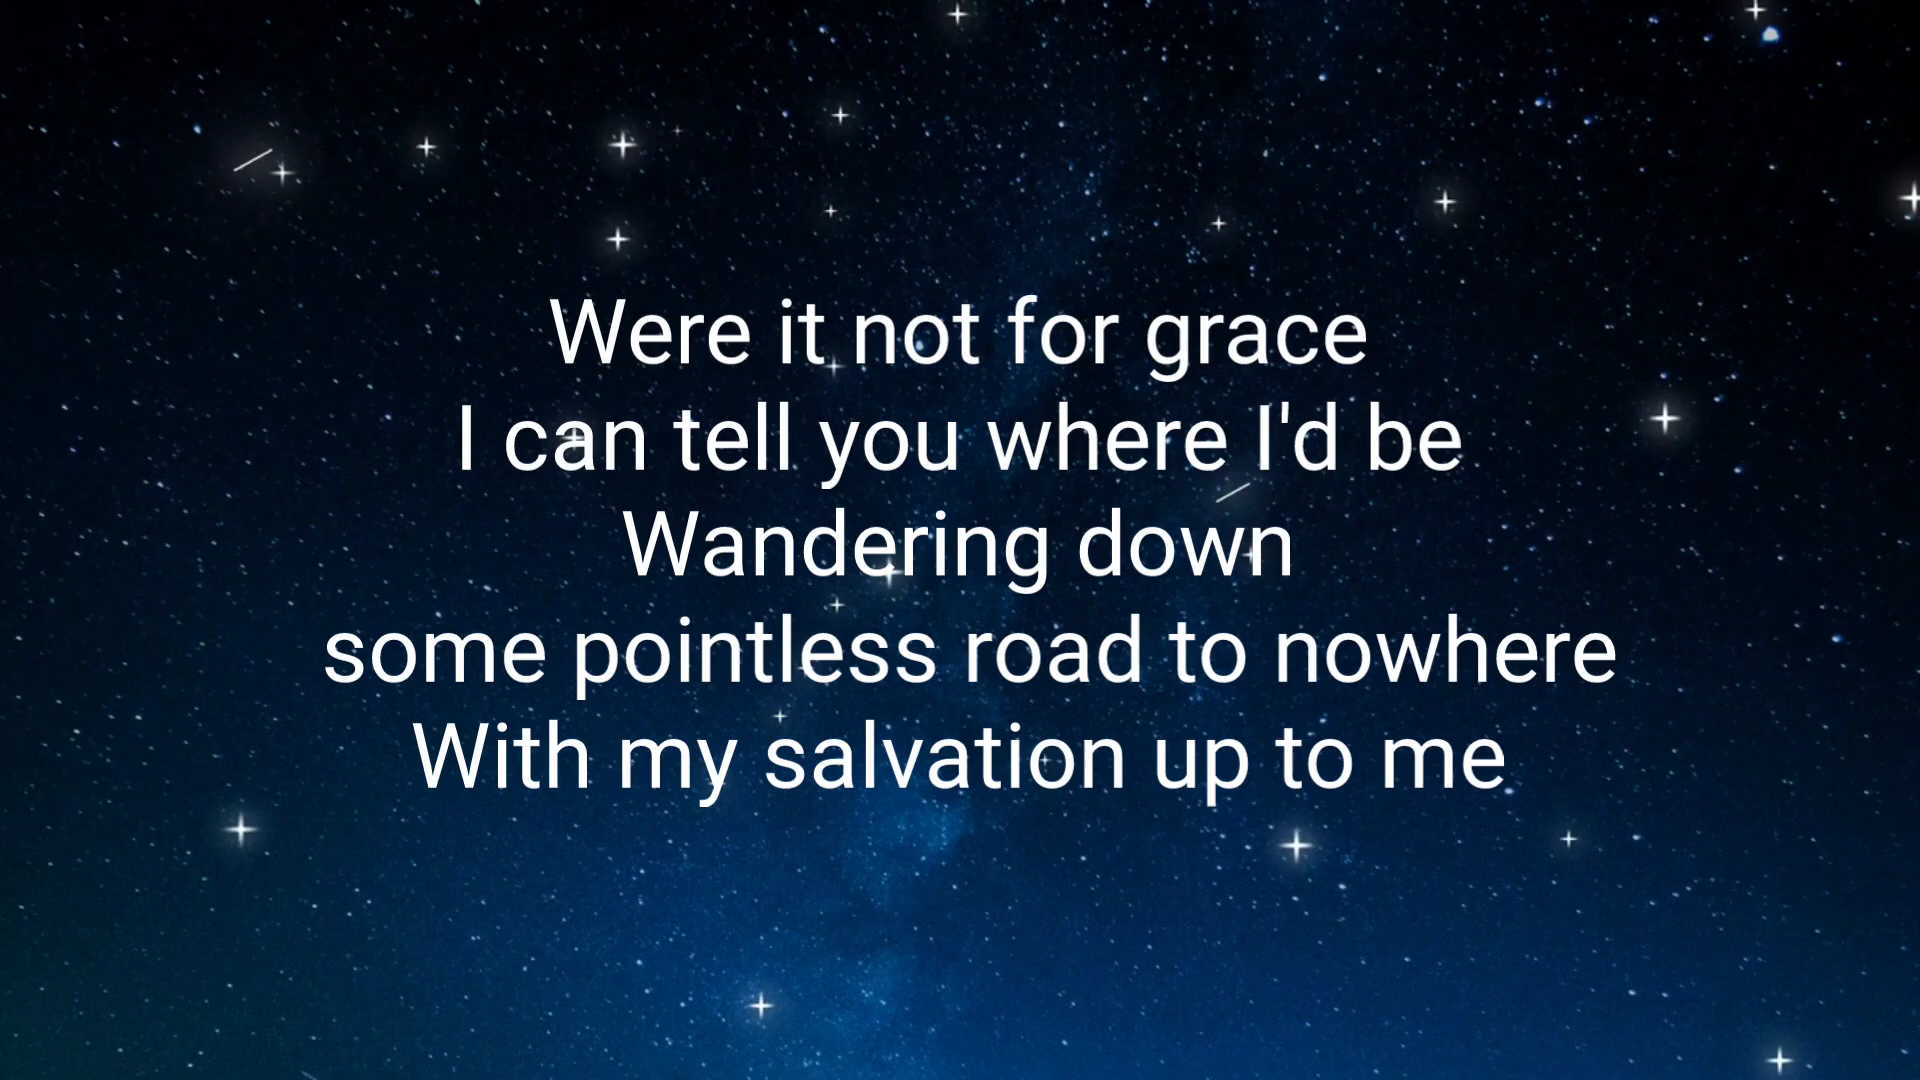 Were it not for grace
I can tell you where I'd be
Wandering down
some pointless road to nowhere
With my salvation up to me